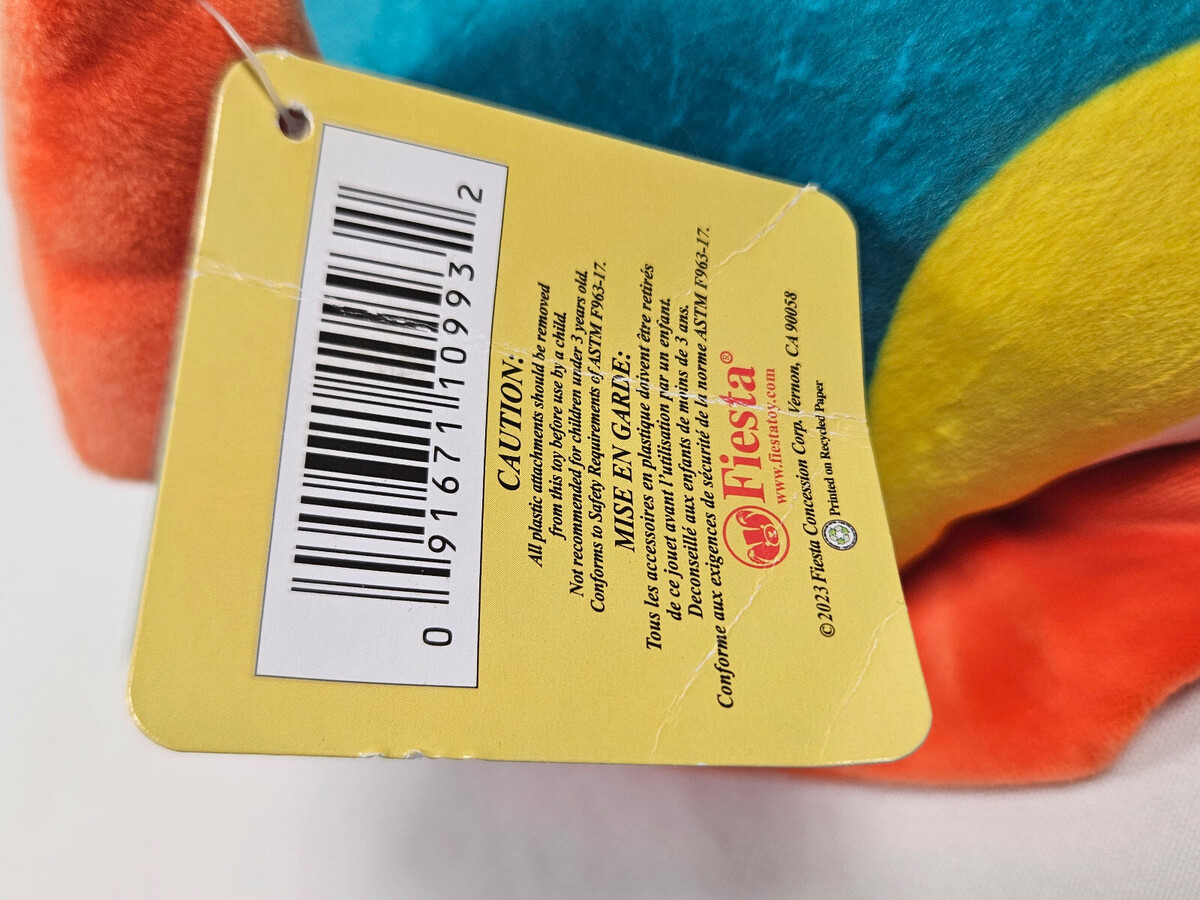 0 91671 10993 2
CAUTION:
All plastic attachments should be removed
from this toy before use by a child.
Not recommended for children under 3 years old.
Conforms to Safety Requirements of ASTM F963-17.
MISE EN GARDE:
Tous les accessoires en plastique doivent être retirés
de ce jouet avant l'utilisation par un enfant.
Deconseillé aux enfants de moins de 3 ans.
Conforme aux exigences de sécurité de la norme ASTM F963-17.
Fiesta®
www.fiestatoy.com
©2023 Fiesta Concession Corp. Vernon, CA 90058
Printed on Recycled Paper